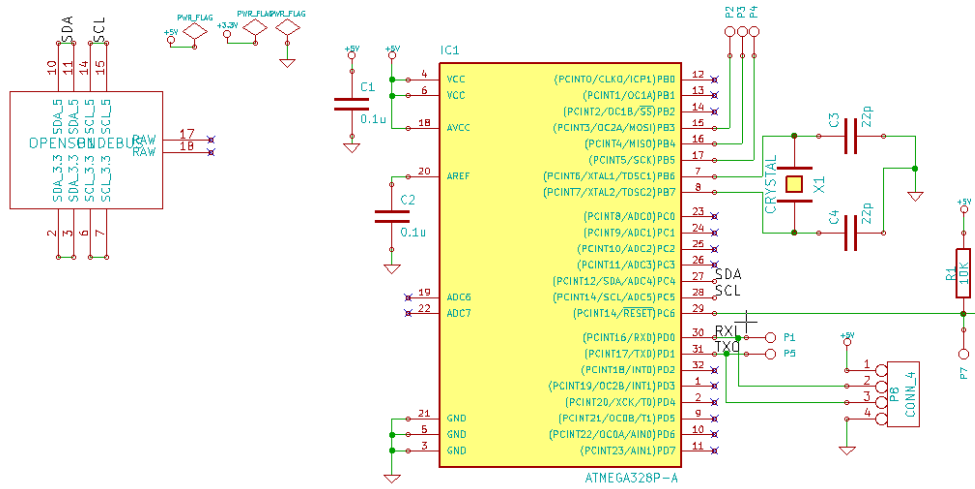 PWR_FLAG
PWR_FLAG
PWR_FLAG
+5V
+3.3V
SDA
SCL
10
11
14
15
SDA_5
SDA_5
SCL_5
SCL_5
RAW 17
RAW 18
SDA_3.3
SDA_3.3
SCL_3.3
SCL_3.3
2
3
6
7
+5V
C1
0.1u
+5V
C2
0.1u
IC1
4 VCC
6 VCC
18 AVCC
20 AREF
19 ADC6
22 ADC7
21 GND
5 GND
3 GND
(PCINT0/CLKO/ICP1)PB0 12
(PCINT1/OC1A)PB1 13
(PCINT2/OC1B/SS)PB2 14
(PCINT3/OC2A/MOSI)PB3 15
(PCINT4/MISO)PB4 16
(PCINT5/SCK)PB5 17
(PCINT6/XTAL1/TOSC1)PB6 7
(PCINT7/XTAL2/TOSC2)PB7 8
(PCINT8/ADC0)PC0 23
(PCINT9/ADC1)PC1 24
(PCINT10/ADC2)PC2 25
(PCINT11/ADC3)PC3 26
(PCINT12/SDA/ADC4)PC4 27 SDA
(PCINT14/SCL/ADC5)PC5 28 SCL
(PCINT14/RESET)PC6 29
(PCINT16/RXD)PD0 30
(PCINT17/TXD)PD1 31
(PCINT18/INT0)PD2 32
(PCINT19/OC2B/INT1)PD3 1
(PCINT20/XCK/T0)PD4 2
(PCINT21/OC0B/T1)PD5 9
(PCINT22/OC0A/AIN0)PD6 10
(PCINT23/AIN1)PD7 11
ATMEGA328P-A
P2
P3
P4
CRYSTAL
X1
C3
22p
C4
22p
P1
P5
+5V
R1
10K
P7
+5V
1
2
3
4
CONN_4